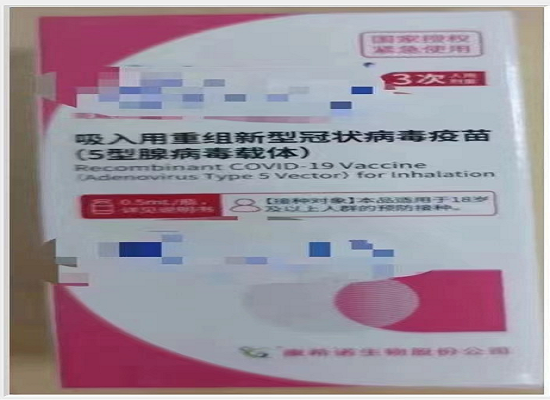 国家授权
紧急使用
3次人用
剂量
吸入用重组新型冠状病毒疫苗
(5型腺病毒载体)
Recombinant COVID-19 Vaccine
(Adenovirus Type 5 Vector) for Inhalation
0.5mL/瓶,
详见说明书
【接种对象】本品适用于18岁
及以上人群的预防接种。
康希诺生物股份公司